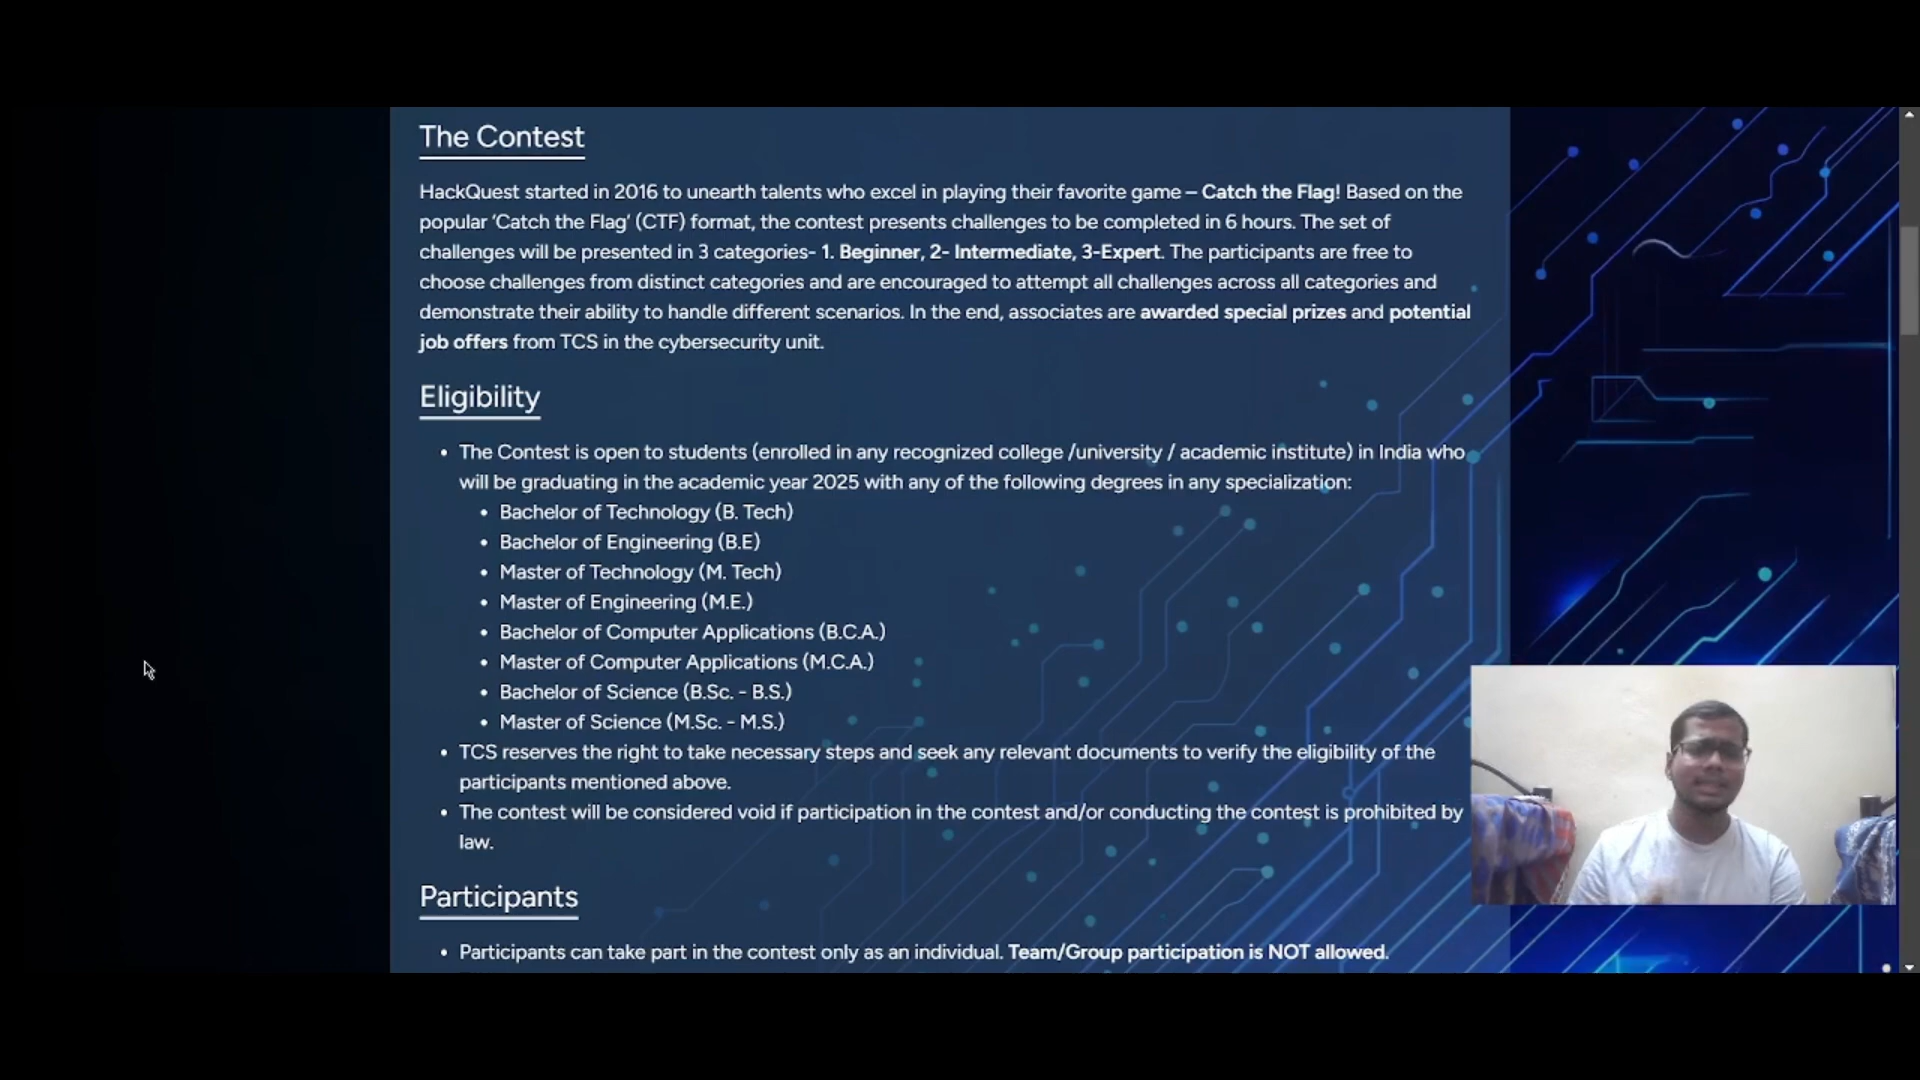 The Contest
HackQuest started in 2016 to unearth talents who excel in playing their favorite game – Catch the Flag! Based on the
popular ‘Catch the Flag’ (CTF) format, the contest presents challenges to be completed in 6 hours. The set of
challenges will be presented in 3 categories- 1. Beginner, 2- Intermediate, 3-Expert. The participants are free to
choose challenges from distinct categories and are encouraged to attempt all challenges across all categories and
demonstrate their ability to handle different scenarios. In the end, associates are awarded special prizes and potential
job offers from TCS in the cybersecurity unit.
Eligibility
• The Contest is open to students (enrolled in any recognized college /university / academic institute) in India who
will be graduating in the academic year 2025 with any of the following degrees in any specialization:
• Bachelor of Technology (B. Tech)
• Bachelor of Engineering (B.E)
• Master of Technology (M. Tech)
• Master of Engineering (M.E.)
• Bachelor of Computer Applications (B.C.A.)
• Master of Computer Applications (M.C.A.)
• Bachelor of Science (B.Sc. - B.S.)
• Master of Science (M.Sc. - M.S.)
• TCS reserves the right to take necessary steps and seek any relevant documents to verify the eligibility of the
participants mentioned above.
• The contest will be considered void if participation in the contest and/or conducting the contest is prohibited by
law.
Participants
• Participants can take part in the contest only as an individual. Team/Group participation is NOT allowed.